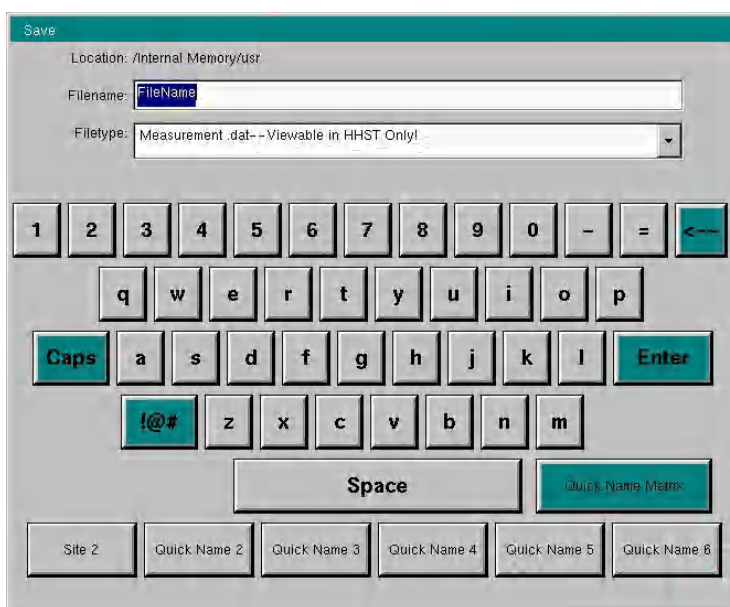 Save
Location: /Internal Memory/usr
Filename: FileName
Filetype: Measurement .dat--Viewable in HHST Only!
1 2 3 4 5 6 7 8 9 0 - = <--
q w e r t y u i o p
Caps a s d f g h j k l Enter
!@# z x c v b n m
Space Quick Name Matrix
Site 2 Quick Name 2 Quick Name 3 Quick Name 4 Quick Name 5 Quick Name 6